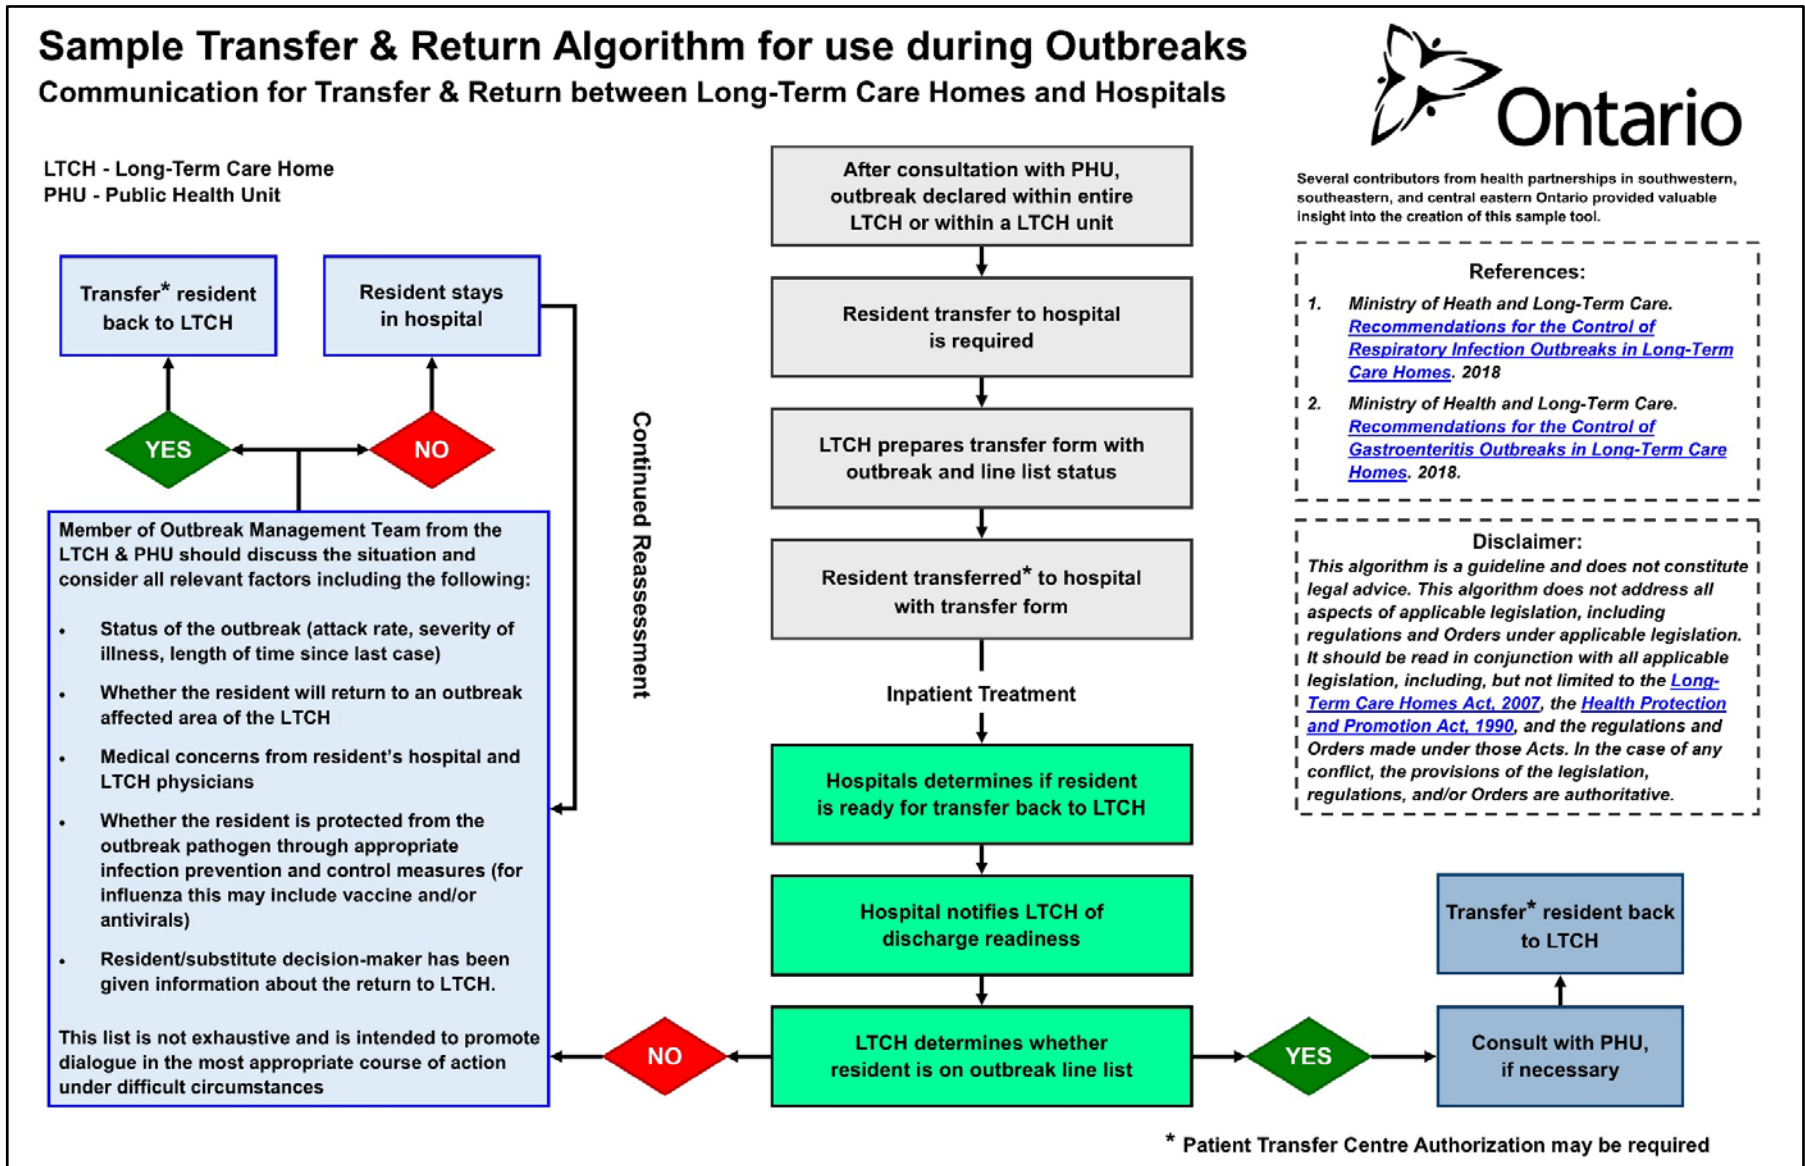 Sample Transfer & Return Algorithm for use during Outbreaks
Communication for Transfer & Return between Long-Term Care Homes and Hospitals
Ontario
LTCH - Long-Term Care Home
PHU - Public Health Unit
Several contributors from health partnerships in southwestern,
southeastern, and central eastern Ontario provided valuable
insight into the creation of this sample tool.
After consultation with PHU,
outbreak declared within entire
LTCH or within a LTCH unit
Resident transfer to hospital
is required
LTCH prepares transfer form with
outbreak and line list status
Resident transferred* to hospital
with transfer form
Inpatient Treatment
Hospitals determines if resident
is ready for transfer back to LTCH
Hospital notifies LTCH of
discharge readiness
LTCH determines whether
resident is on outbreak line list
NO
YES
Consult with PHU,
if necessary
Transfer* resident back
to LTCH
Member of Outbreak Management Team from the
LTCH & PHU should discuss the situation and
consider all relevant factors including the following:
• Status of the outbreak (attack rate, severity of
illness, length of time since last case)
• Whether the resident will return to an outbreak
affected area of the LTCH
• Medical concerns from resident's hospital and
LTCH physicians
• Whether the resident is protected from the
outbreak pathogen through appropriate
infection prevention and control measures (for
influenza this may include vaccine and/or
antivirals)
• Resident/substitute decision-maker has been
given information about the return to LTCH.
This list is not exhaustive and is intended to promote
dialogue in the most appropriate course of action
under difficult circumstances
YES
NO
Transfer* resident
back to LTCH
Resident stays
in hospital
Continued Reassessment
References:
1. Ministry of Heath and Long-Term Care.
Recommendations for the Control of
Respiratory Infection Outbreaks in Long-Term
Care Homes. 2018
2. Ministry of Health and Long-Term Care.
Recommendations for the Control of
Gastroenteritis Outbreaks in Long-Term Care
Homes. 2018.
Disclaimer:
This algorithm is a guideline and does not constitute
legal advice. This algorithm does not address all
aspects of applicable legislation, including
regulations and Orders under applicable legislation.
It should be read in conjunction with all applicable
legislation, including, but not limited to the Long-
Term Care Homes Act, 2007, the Health Protection
and Promotion Act, 1990, and the regulations and
Orders made under those Acts. In the case of any
conflict, the provisions of the legislation,
regulations, and/or Orders are authoritative.
* Patient Transfer Centre Authorization may be required